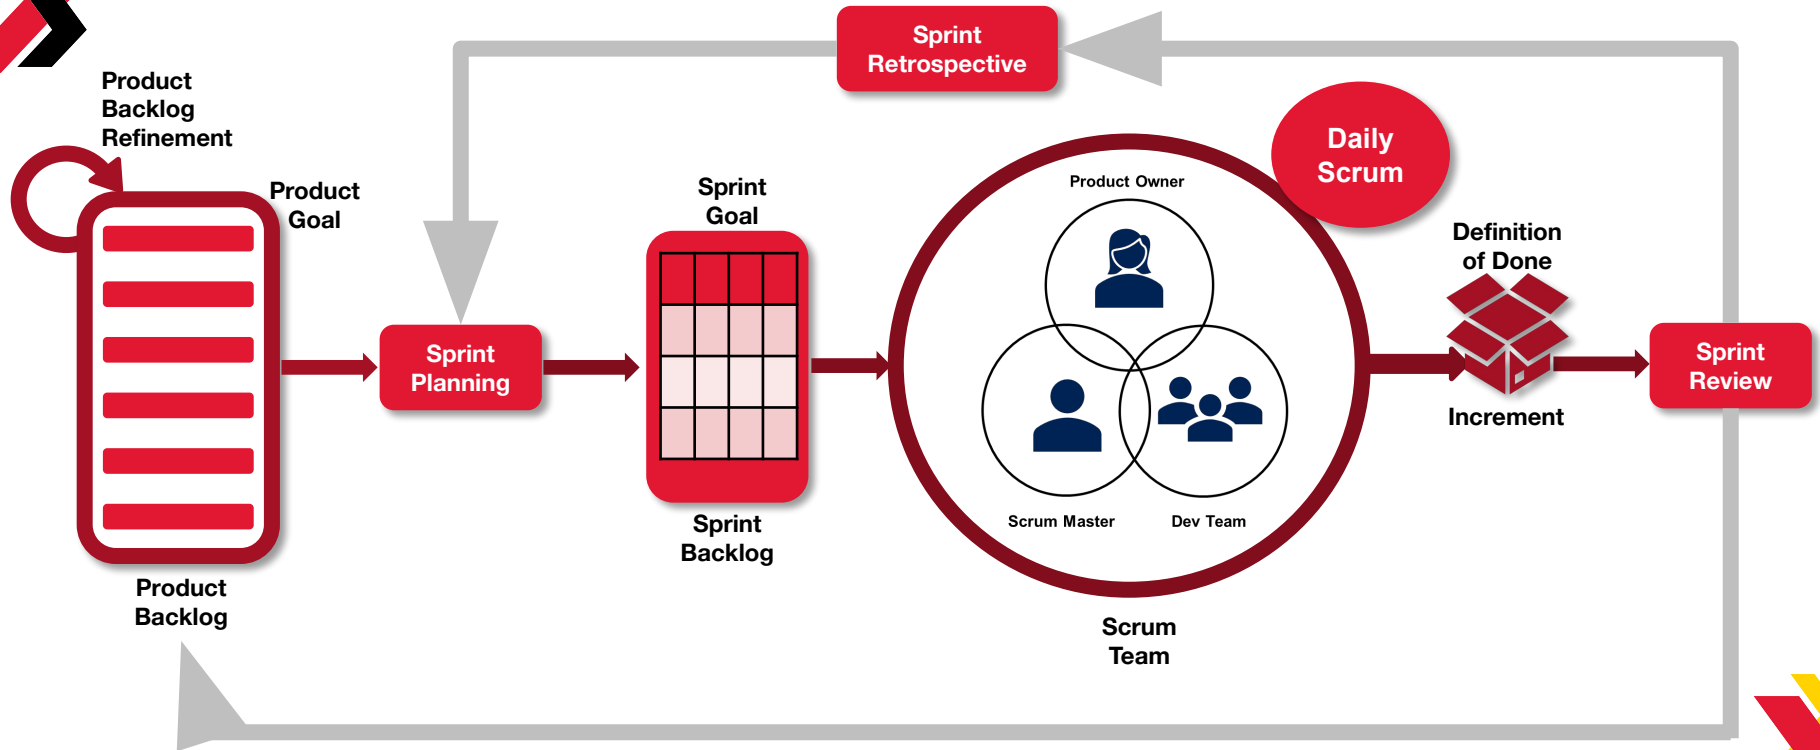 Sprint
Retrospective
Product
Backlog
Refinement
Daily
Scrum
Product
Goal
Sprint
Goal
Product Owner
Definition
of Done
Sprint
Planning
Sprint
Review
Increment
Scrum Master
Dev Team
Sprint
Backlog
Product
Backlog
Scrum
Team